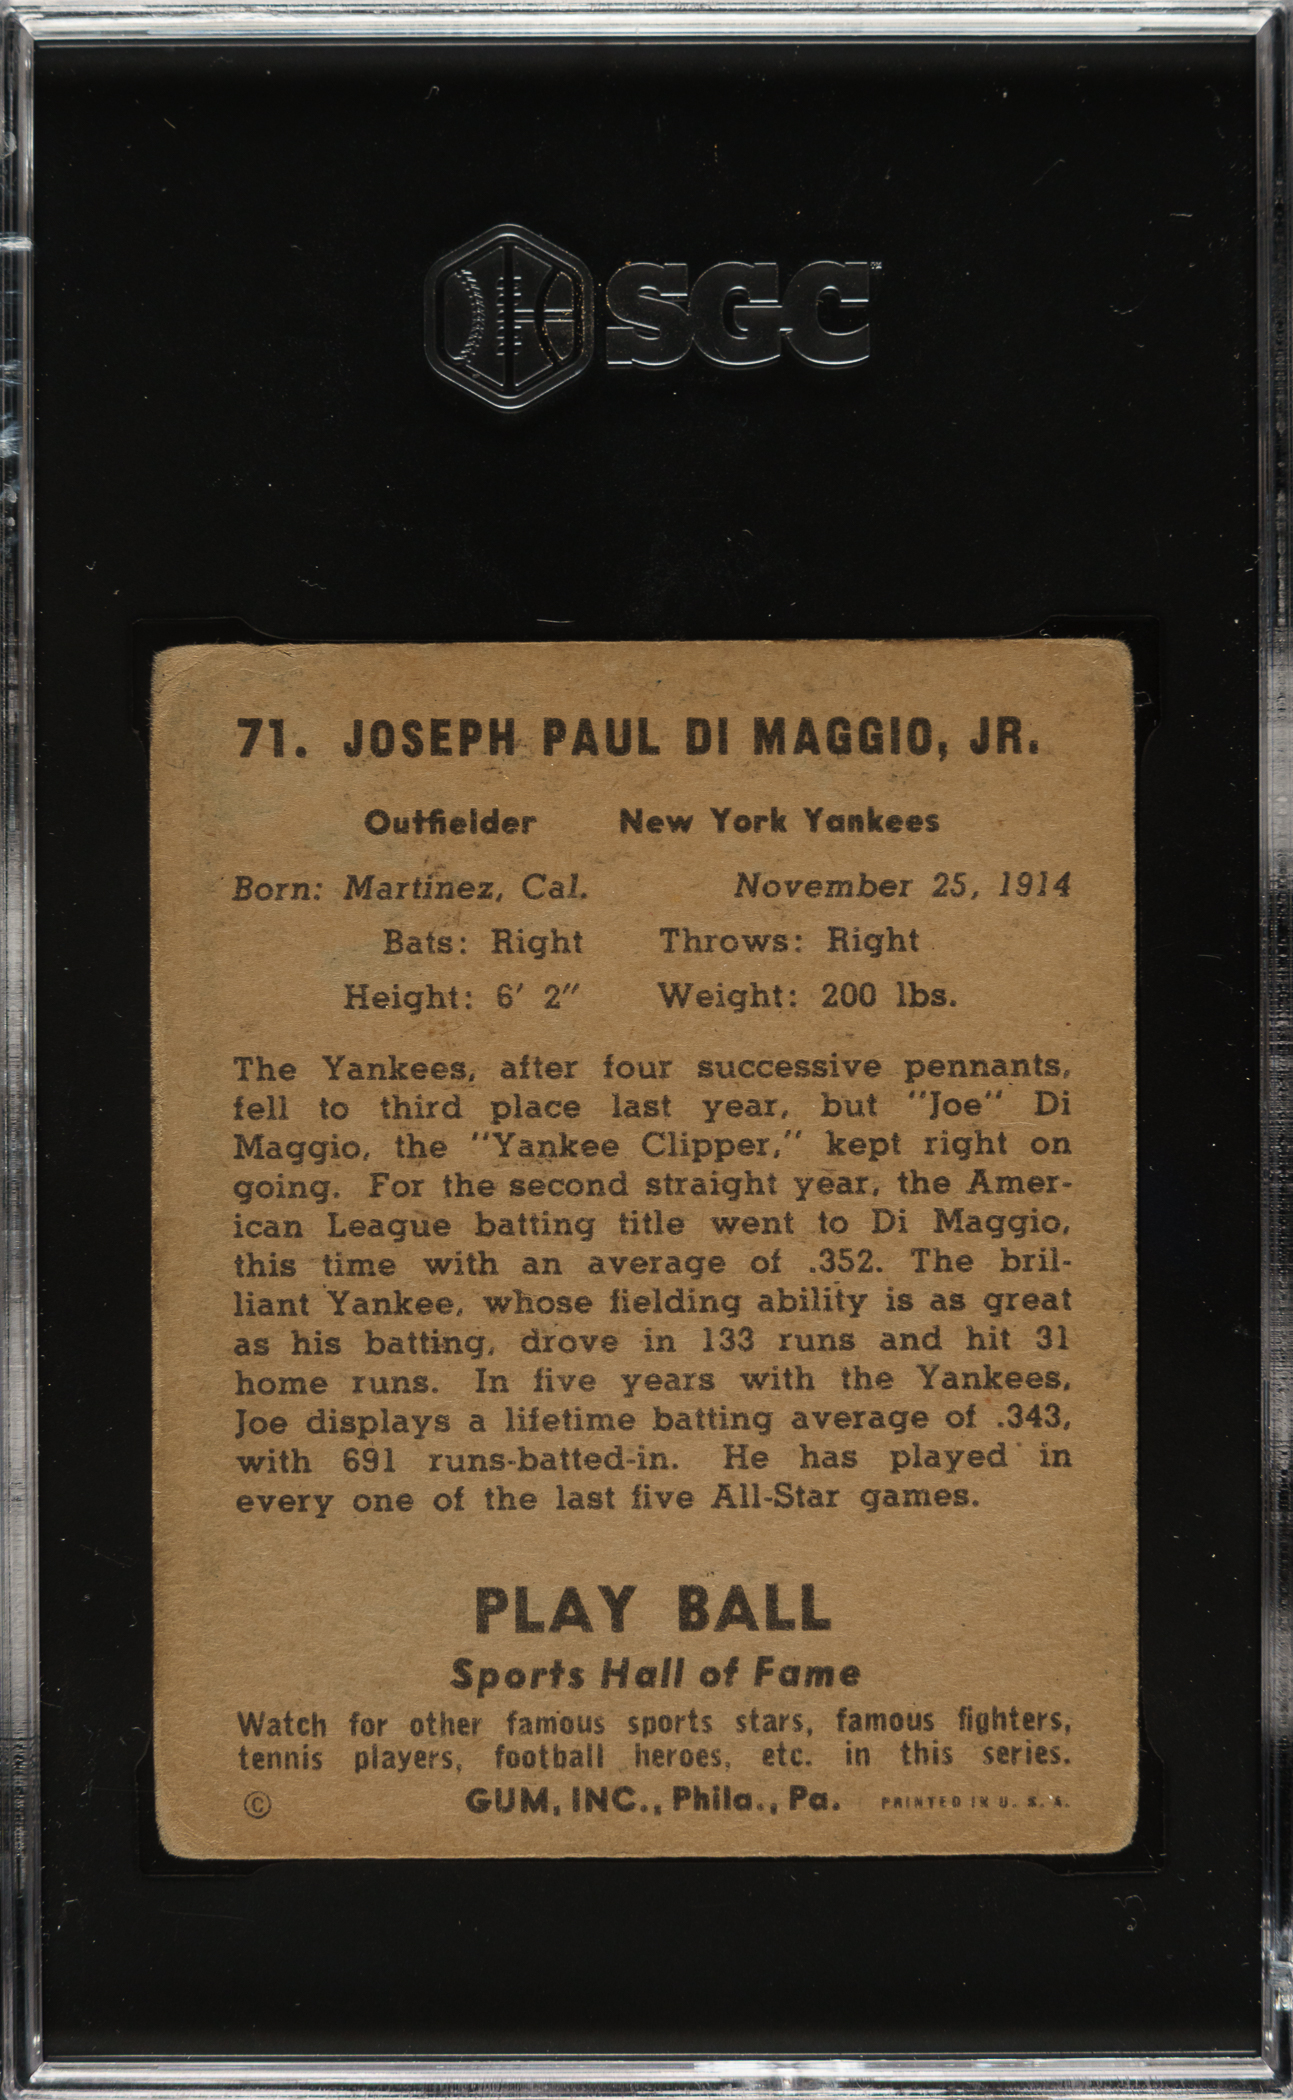 SGC
71. JOSEPH PAUL DI MAGGIO, JR.
Outfielder New York Yankees
Born: Martinez, Cal. November 25, 1914
Bats: Right Throws: Right
Height: 6′ 2″ Weight: 200 lbs.
The Yankees, after four successive pennants,
fell to third place last year, but "Joe" Di
Maggio, the "Yankee Clipper," kept right on
going. For the second straight year, the Amer-
ican League batting title went to Di Maggio,
this time with an average of .352. The bril-
liant Yankee, whose fielding ability is as great
as his batting, drove in 133 runs and hit 31
home runs. In five years with the Yankees,
Joe displays a lifetime batting average of .343,
with 691 runs-batted-in. He has played in
every one of the last five All-Star games.
PLAY BALL
Sports Hall of Fame
Watch for other famous sports stars, famous fighters,
tennis players, football heroes, etc. in this series.
© GUM, INC., Phila., Pa. PRINTED IN U. S. A.